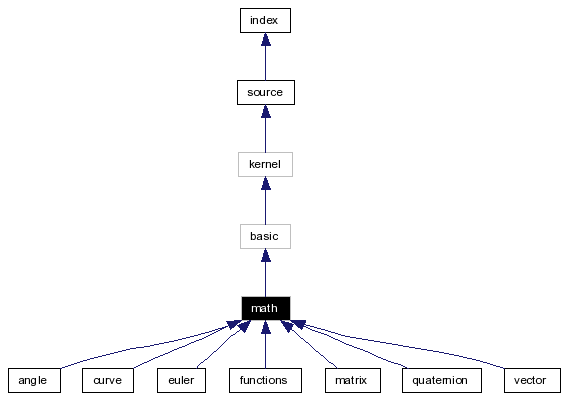 index
source
kernel
basic
math
angle
curve
euler
functions
matrix
quaternion
vector